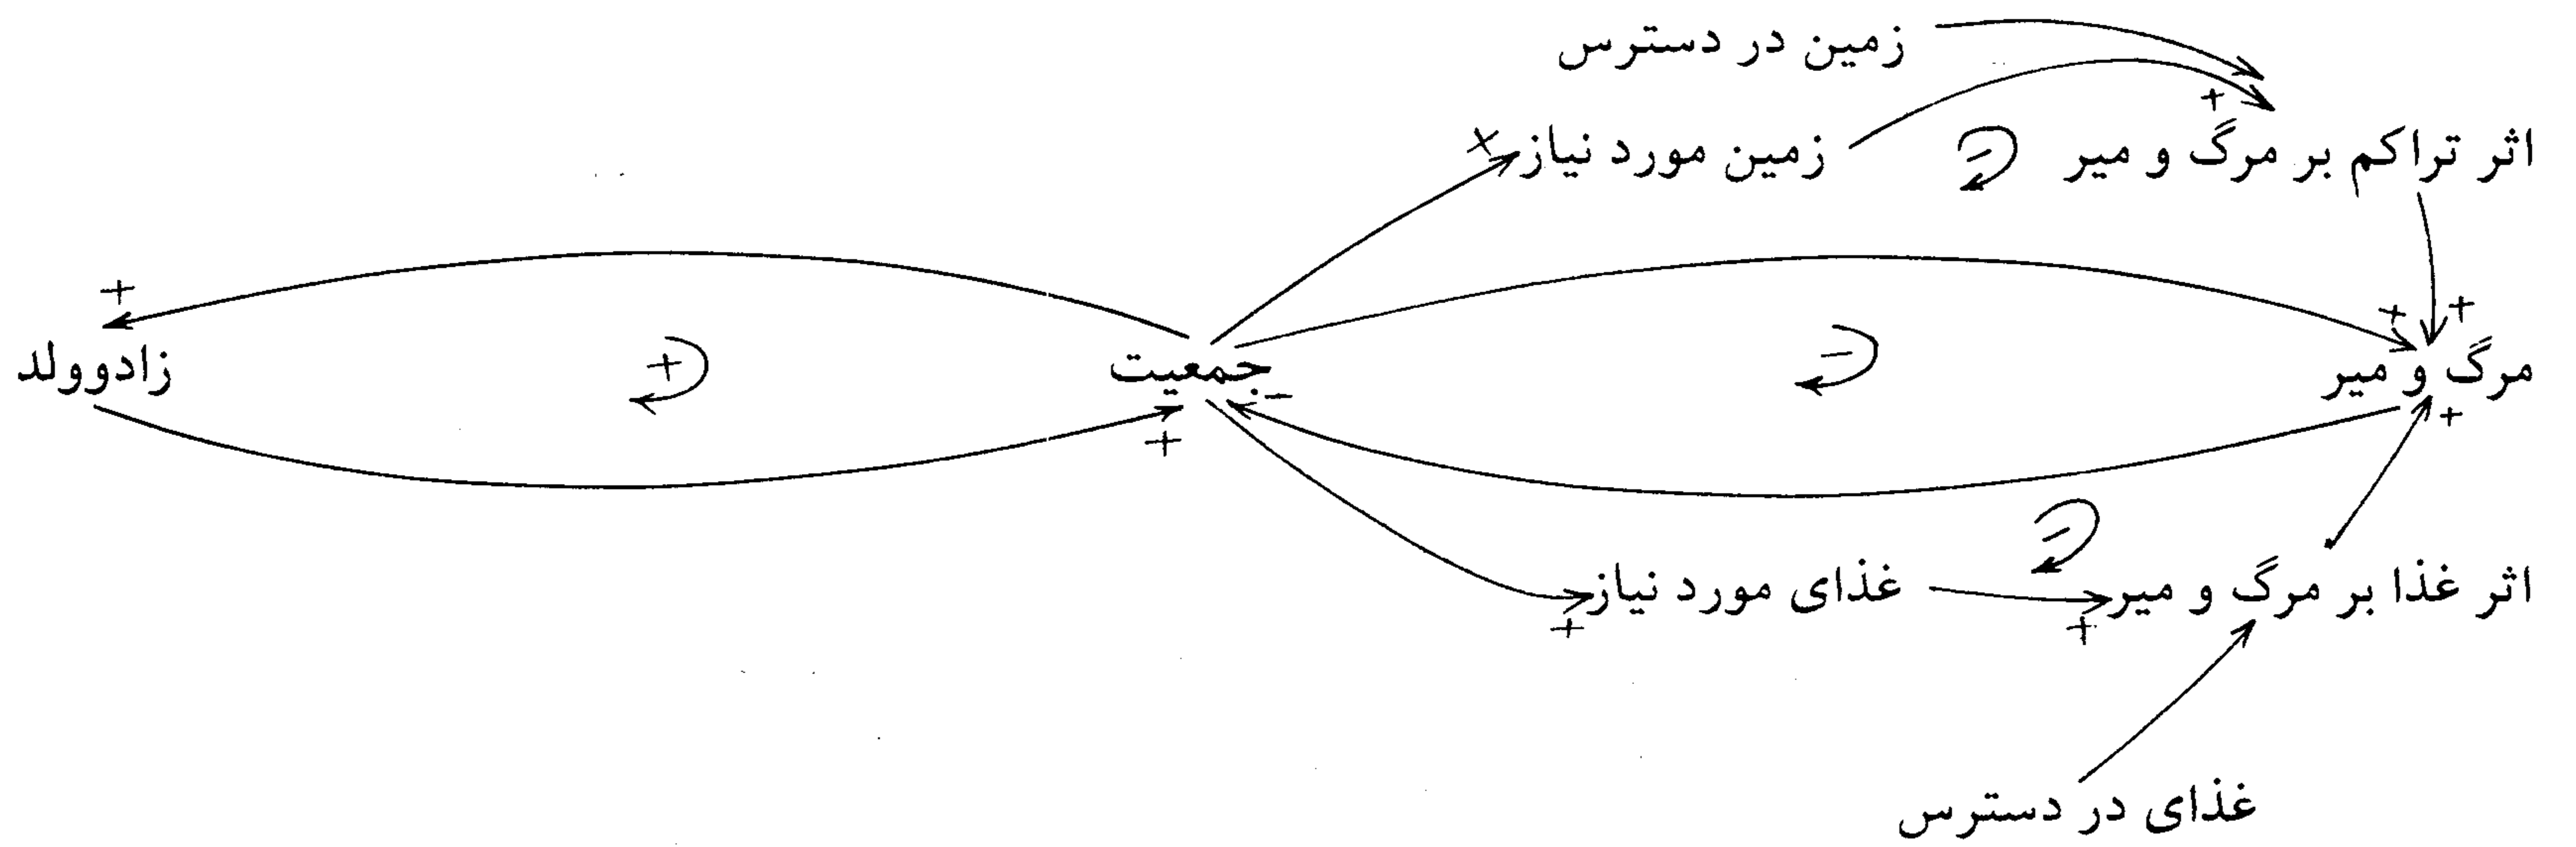 زمین در دسترس
اثر تراکم بر مرگ و میر
زمین مورد نیاز
مرگ و میر
جمعیت
زادوولد
اثر غذا بر مرگ و میر
غذای مورد نیاز
غذای در دسترس